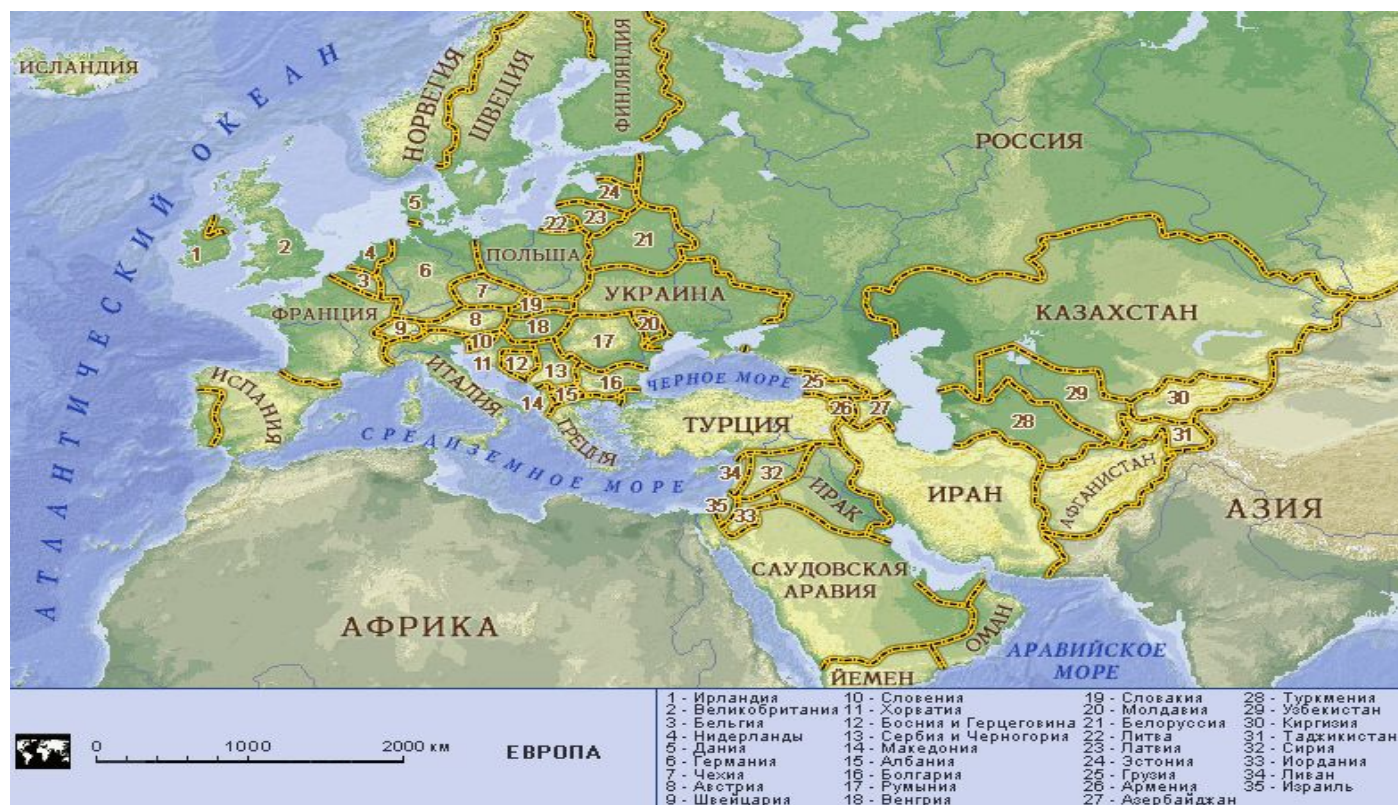 ИСЛАНДИЯ
НОРВЕГИЯ
ШВЕЦИЯ
ФИНЛЯНДИЯ
РОССИЯ
АТЛАНТИЧЕСКИЙ ОКЕАН
24
5
22
23
1
2
4
21
3
6
ПОЛЬША
7
УКРАИНА
КАЗАХСТАН
ФРАНЦИЯ
19
9
8
18
20
10
17
11
12
13
16
ЧЕРНОЕ МОРЕ
25
29
ИСПАНИЯ
ИТАЛИЯ
14
15
26
27
30
ГРЕЦИЯ
ТУРЦИЯ
28
31
СРЕДИЗЕМНОЕ МОРЕ
34
32
ИРАК
ИРАН
АФГАНИСТАН
АЗИЯ
35
33
САУДОВСКАЯ
АРАВИЯ
АФРИКА
ОМАН
АРАВИЙСКОЕ
МОРЕ
ЙЕМЕН
0 1000 2000 км
ЕВРОПА
1 - Ирландия
2 - Великобритания
3 - Бельгия
4 - Нидерланды
5 - Дания
6 - Германия
7 - Чехия
8 - Австрия
9 - Швейцария
10 - Словения
11 - Хорватия
12 - Босния и Герцеговина
13 - Сербия и Черногория
14 - Македония
15 - Албания
16 - Болгария
17 - Румыния
18 - Венгрия
19 - Словакия
20 - Молдавия
21 - Белоруссия
22 - Литва
23 - Латвия
24 - Эстония
25 - Грузия
26 - Армения
27 - Азербайджан
28 - Туркмения
29 - Узбекистан
30 - Киргизия
31 - Таджикистан
32 - Сирия
33 - Иордания
34 - Ливан
35 - Израиль